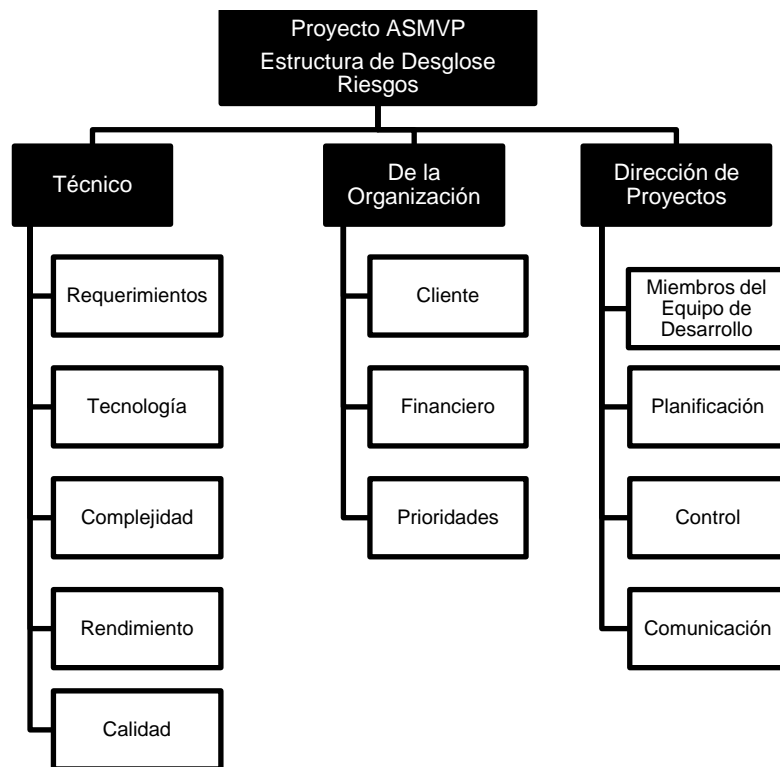 Proyecto ASMVP
Estructura de Desglose
Riesgos
Técnico
De la
Organización
Dirección de
Proyectos
Requerimientos
Cliente
Miembros del
Equipo de
Desarrollo
Tecnología
Financiero
Planificación
Complejidad
Prioridades
Control
Rendimiento
Comunicación
Calidad